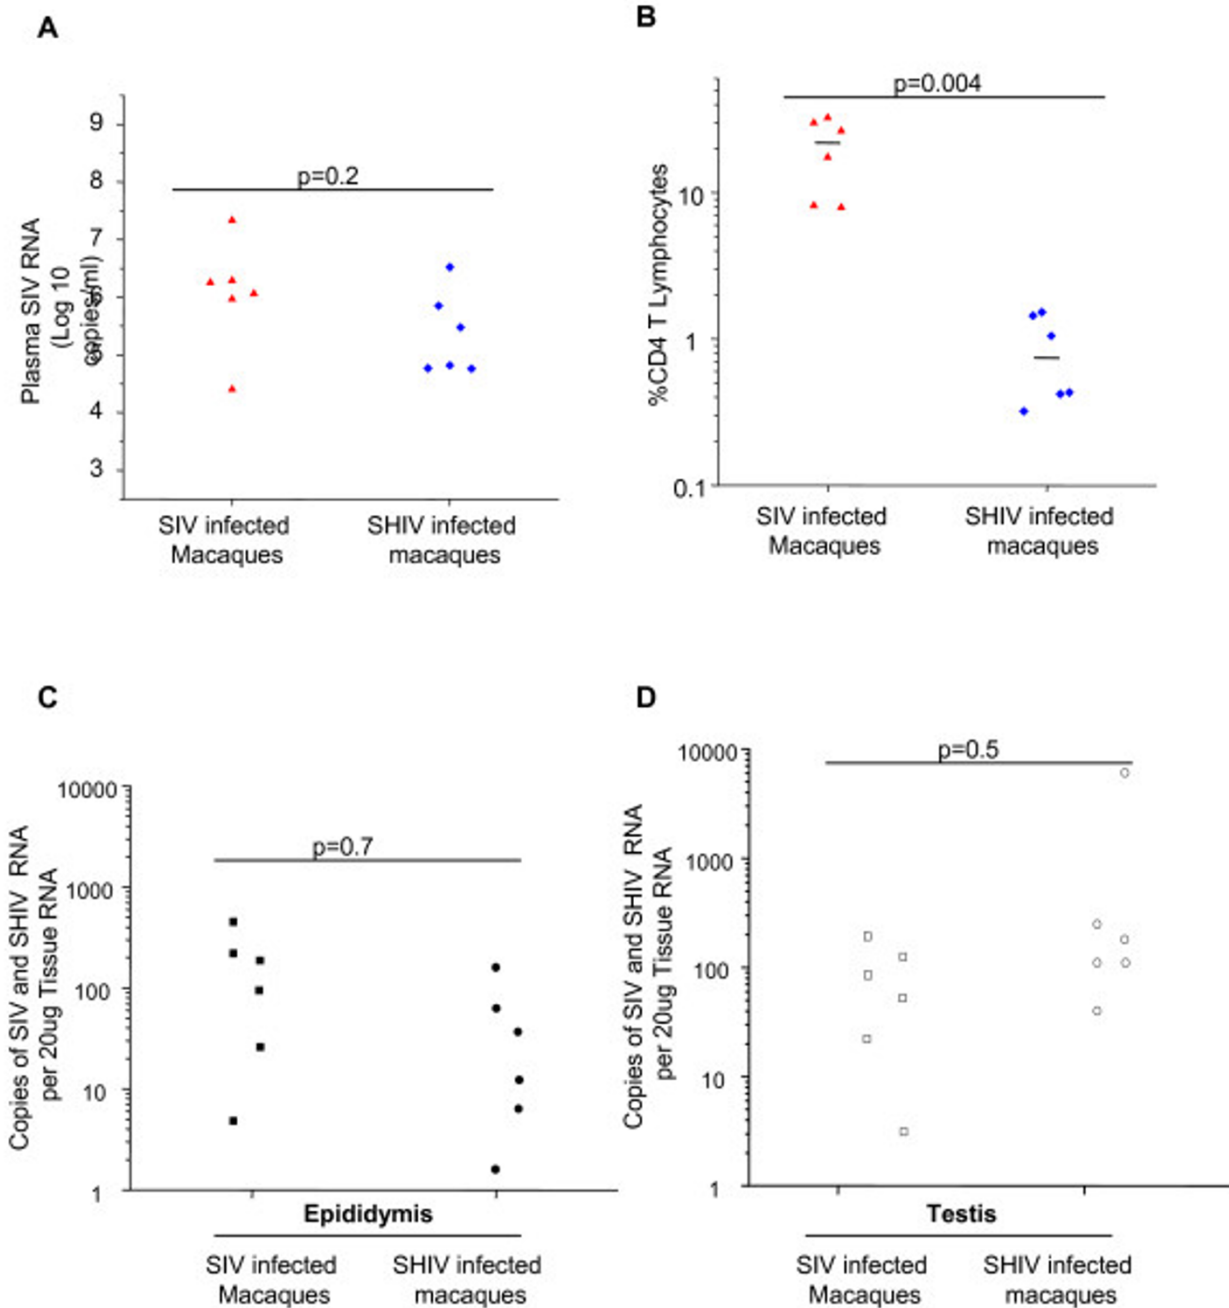 A
p=0.2
9
8
7
6
5
4
3
Plasma SIV RNA
(Log 10
copies/ml)
SIV infected
Macaques
SHIV infected
macaques
B
p=0.004
10
1
0.1
%CD4 T Lymphocytes
SIV infected
Macaques
SHIV infected
macaques
C
p=0.7
10000
1000
100
10
1
Copies of SIV and SHIV RNA
per 20ug Tissue RNA
Epididymis
SIV infected
Macaques
SHIV infected
macaques
D
p=0.5
10000
1000
100
10
1
Copies of SIV and SHIV RNA
per 20ug Tissue RNA
Testis
SIV infected
Macaques
SHIV infected
macaques